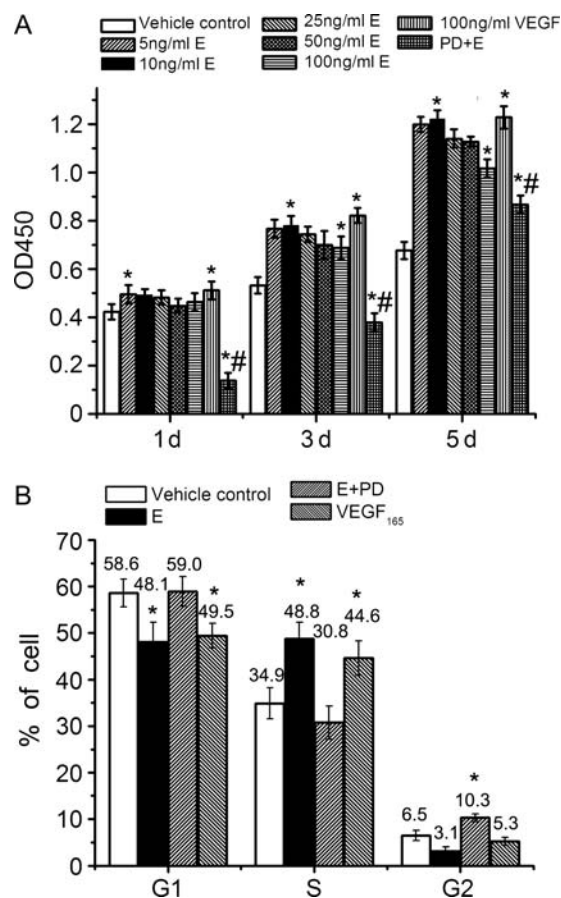 A
Vehicle control
5ng/ml E
10ng/ml E
25ng/ml E
50ng/ml E
100ng/ml E
100ng/ml VEGF
PD+E
OD450
1.2
1.0
0.8
0.6
0.4
0.2
0
*
*
*#
*
*
*
*#
*
*
*
*#
1 d
3 d
5 d
B
Vehicle control
E
E+PD
VEGF165
% of cell
70
60
50
40
30
20
10
0
58.6
48.1
*
59.0
*
49.5
34.9
*
48.8
30.8
*
44.6
6.5
3.1
*
10.3
5.3
G1
S
G2